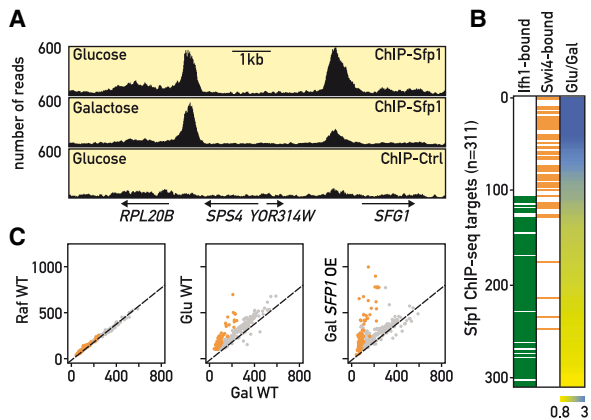 A
600
Glucose
1kb
ChIP-Sfp1
600
Galactose
ChIP-Sfp1
600
Glucose
ChIP-Ctrl
number of reads
RPL20B
SPS4
YOR314W
SFG1
B
Ifh1-bound
Swi4-bound
Glu/Gal
0
100
200
300
Sfp1 ChIP-seq targets (n=311)
0.8
3
C
Raf WT
1000
500
0
0
400
800
Glu WT
0
400
800
Gal WT
Gal SFP1 OE
0
400
800